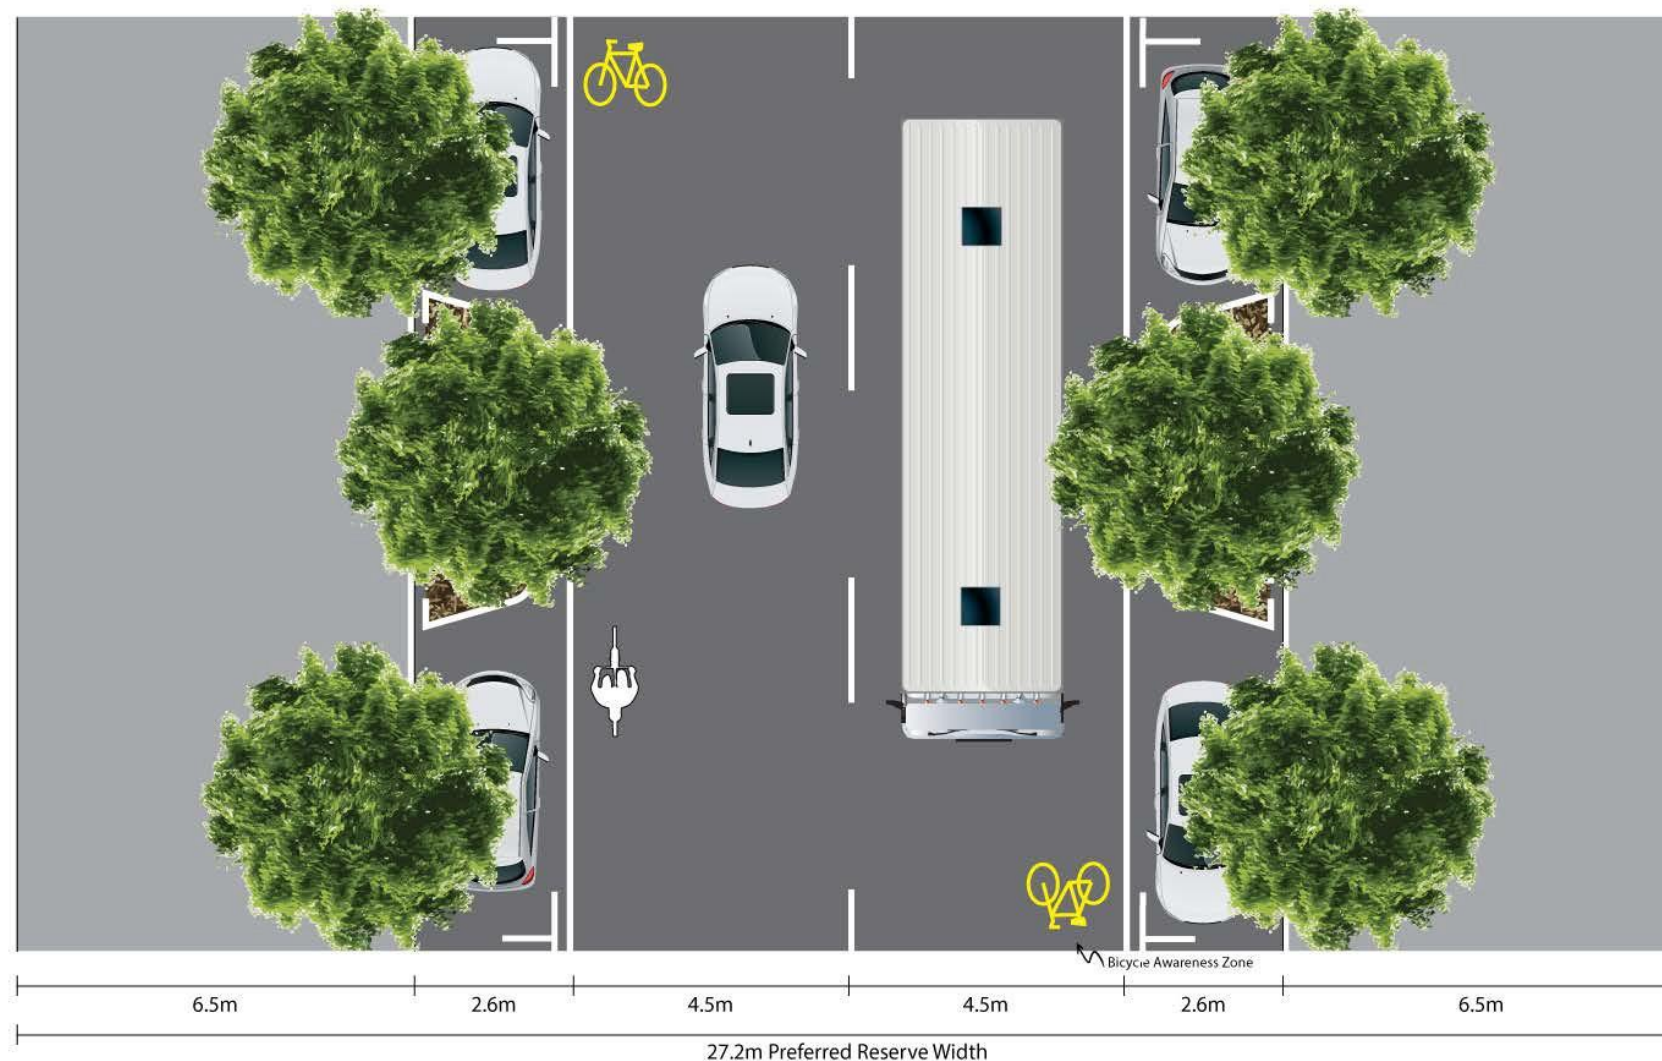 Bicycle Awareness Zone
6.5m 2.6m 4.5m 4.5m 2.6m 6.5m
27.2m Preferred Reserve Width